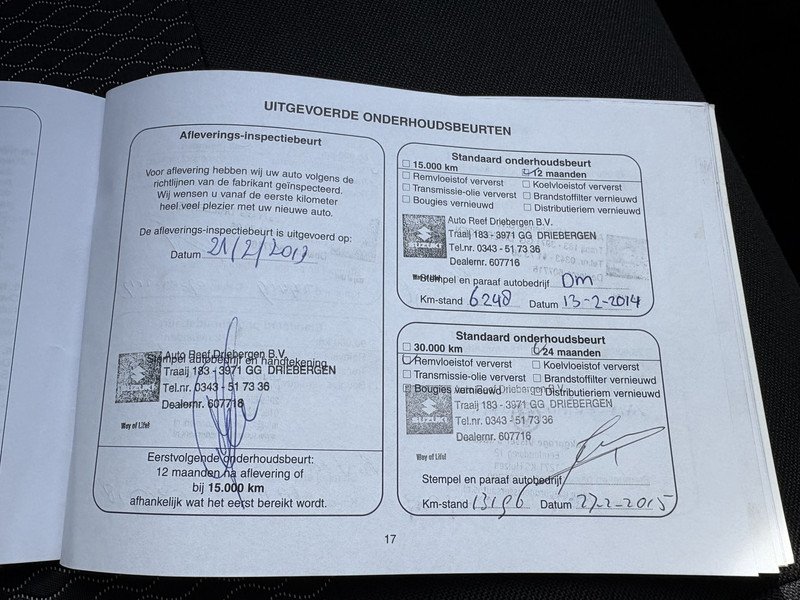 UITGEVOERDE ONDERHOUDSBEURTEN
Afleverings-inspectiebeurt
Voor aflevering hebben wij uw auto volgens de
richtlijnen van de fabrikant geïnspecteerd.
Wij wensen u vanaf de eerste kilometer
heel veel plezier met uw nieuwe auto.
De afleverings-inspectiebeurt is uitgevoerd op:
Datum 21/2/2013
Stempel autobedrijf en handtekening
Auto Reef Driebergen B.V.
Traaij 183 - 3971 GG DRIEBERGEN
Tel.nr. 0343 - 51 73 36
SUZUKI
Dealernr. 607716
Way of Life!
Eerstvolgende onderhoudsbeurt:
12 maanden na aflevering of
bij 15.000 km
afhankelijk wat het eerst bereikt wordt.
Standaard onderhoudsbeurt
15.000 km 12 maanden
Remvloeistof ververst Koelvloeistof ververst
Transmissie-olie ververst Brandstoffilter vernieuwd
Bougies vernieuwd Distributieriem vernieuwd
Auto Reef Driebergen B.V.
Traaij 183 - 3971 GG DRIEBERGEN
Tel.nr. 0343 - 51 73 36
SUZUKI
Dealernr. 607716
Way of Life!
Stempel en paraaf autobedrijf Dm
Km-stand 6248 Datum 13-2-2014
Standaard onderhoudsbeurt
30.000 km 24 maanden
Remvloeistof ververst Koelvloeistof ververst
Transmissie-olie ververst Brandstoffilter vernieuwd
Bougies vernieuwd Distributieriem vernieuwd
Auto Reef Driebergen B.V.
Traaij 183 - 3971 GG DRIEBERGEN
Tel.nr. 0343 - 51 73 36
SUZUKI
Dealernr. 607716
Way of Life!
Stempel en paraaf autobedrijf
Km-stand 13196 Datum 27-2-2015
17